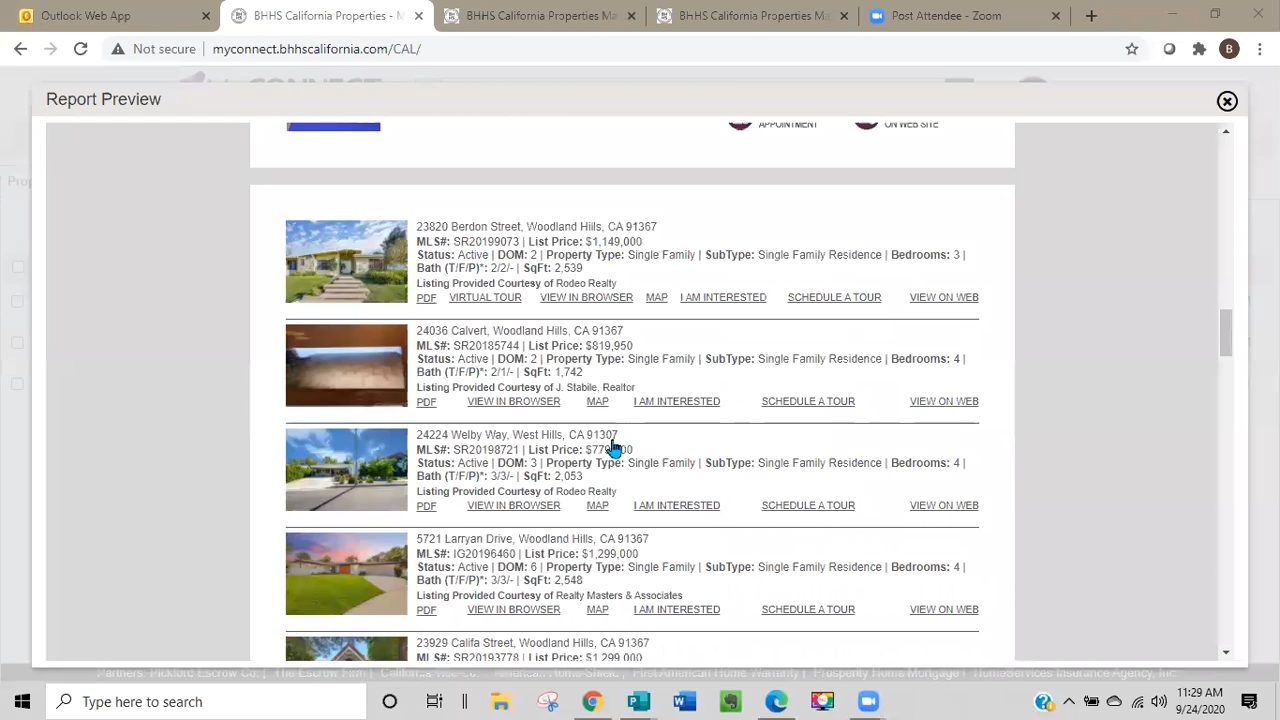 Outlook Web App
BHHS California Properties - M
BHHS California Properties Ma
BHHS California Properties Ma
Post Attendee - Zoom
Not secure
myconnect.bhhscalifornia.com/CAL/
B
Report Preview
APPOINTMENT
ON WEB SITE
23820 Berdon Street, Woodland Hills, CA 91367
MLS#: SR20199073 | List Price: $1,149,000
Status: Active | DOM: 2 | Property Type: Single Family | SubType: Single Family Residence | Bedrooms: 3 |
Bath (T/F/P)*: 2/2/- | SqFt: 2,539
Listing Provided Courtesy of Rodeo Realty
PDF VIRTUAL TOUR VIEW IN BROWSER MAP I AM INTERESTED SCHEDULE A TOUR VIEW ON WEB
24036 Calvert, Woodland Hills, CA 91367
MLS#: SR20185744 | List Price: $819,950
Status: Active | DOM: 2 | Property Type: Single Family | SubType: Single Family Residence | Bedrooms: 4 |
Bath (T/F/P)*: 2/1/- | SqFt: 1,742
Listing Provided Courtesy of J. Stabile, Realtor
PDF VIEW IN BROWSER MAP I AM INTERESTED SCHEDULE A TOUR VIEW ON WEB
24224 Welby Way, West Hills, CA 91307
MLS#: SR20198721 | List Price:
Status: Active | DOM: 3 | Property Type: Single Family | SubType: Single Family Residence | Bedrooms: 4 |
Bath (T/F/P)*: 3/3/- | SqFt: 2,053
Listing Provided Courtesy of Rodeo Realty
PDF VIEW IN BROWSER MAP I AM INTERESTED SCHEDULE A TOUR VIEW ON WEB
5721 Larryan Drive, Woodland Hills, CA 91367
MLS#: IG20196460 | List Price: $1,299,000
Status: Active | DOM: 6 | Property Type: Single Family | SubType: Single Family Residence | Bedrooms: 4 |
Bath (T/F/P)*: 3/3/- | SqFt: 2,548
Listing Provided Courtesy of Realty Masters & Associates
PDF VIEW IN BROWSER MAP I AM INTERESTED SCHEDULE A TOUR VIEW ON WEB
23929 Califa Street, Woodland Hills, CA 91367
MLS#: SR20193778 | List Price: $1,299,000
Type here to search
11:29 AM
9/24/2020